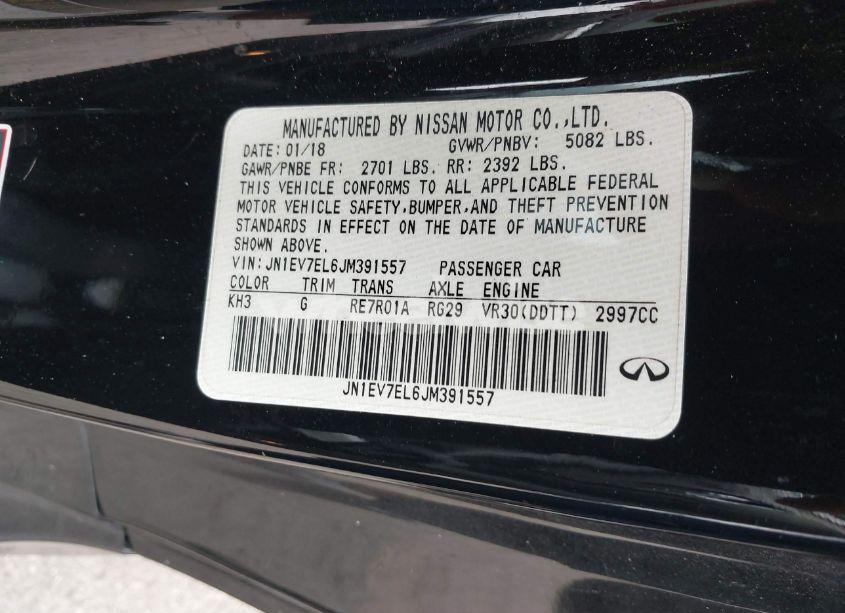 MANUFACTURED BY NISSAN MOTOR CO.,LTD.
DATE: 01/18 GVWR/PNBV: 5082 LBS.
GAWR/PNBE FR: 2701 LBS. RR: 2392 LBS.
THIS VEHICLE CONFORMS TO ALL APPLICABLE FEDERAL
MOTOR VEHICLE SAFETY,BUMPER,AND THEFT PREVENTION
STANDARDS IN EFFECT ON THE DATE OF MANUFACTURE
SHOWN ABOVE.
VIN:JN1EV7EL6JM391557 PASSENGER CAR
COLOR TRIM TRANS AXLE ENGINE
KH3 G RE7R01A RG29 VR30(DDTT) 2997CC
JN1EV7EL6JM391557